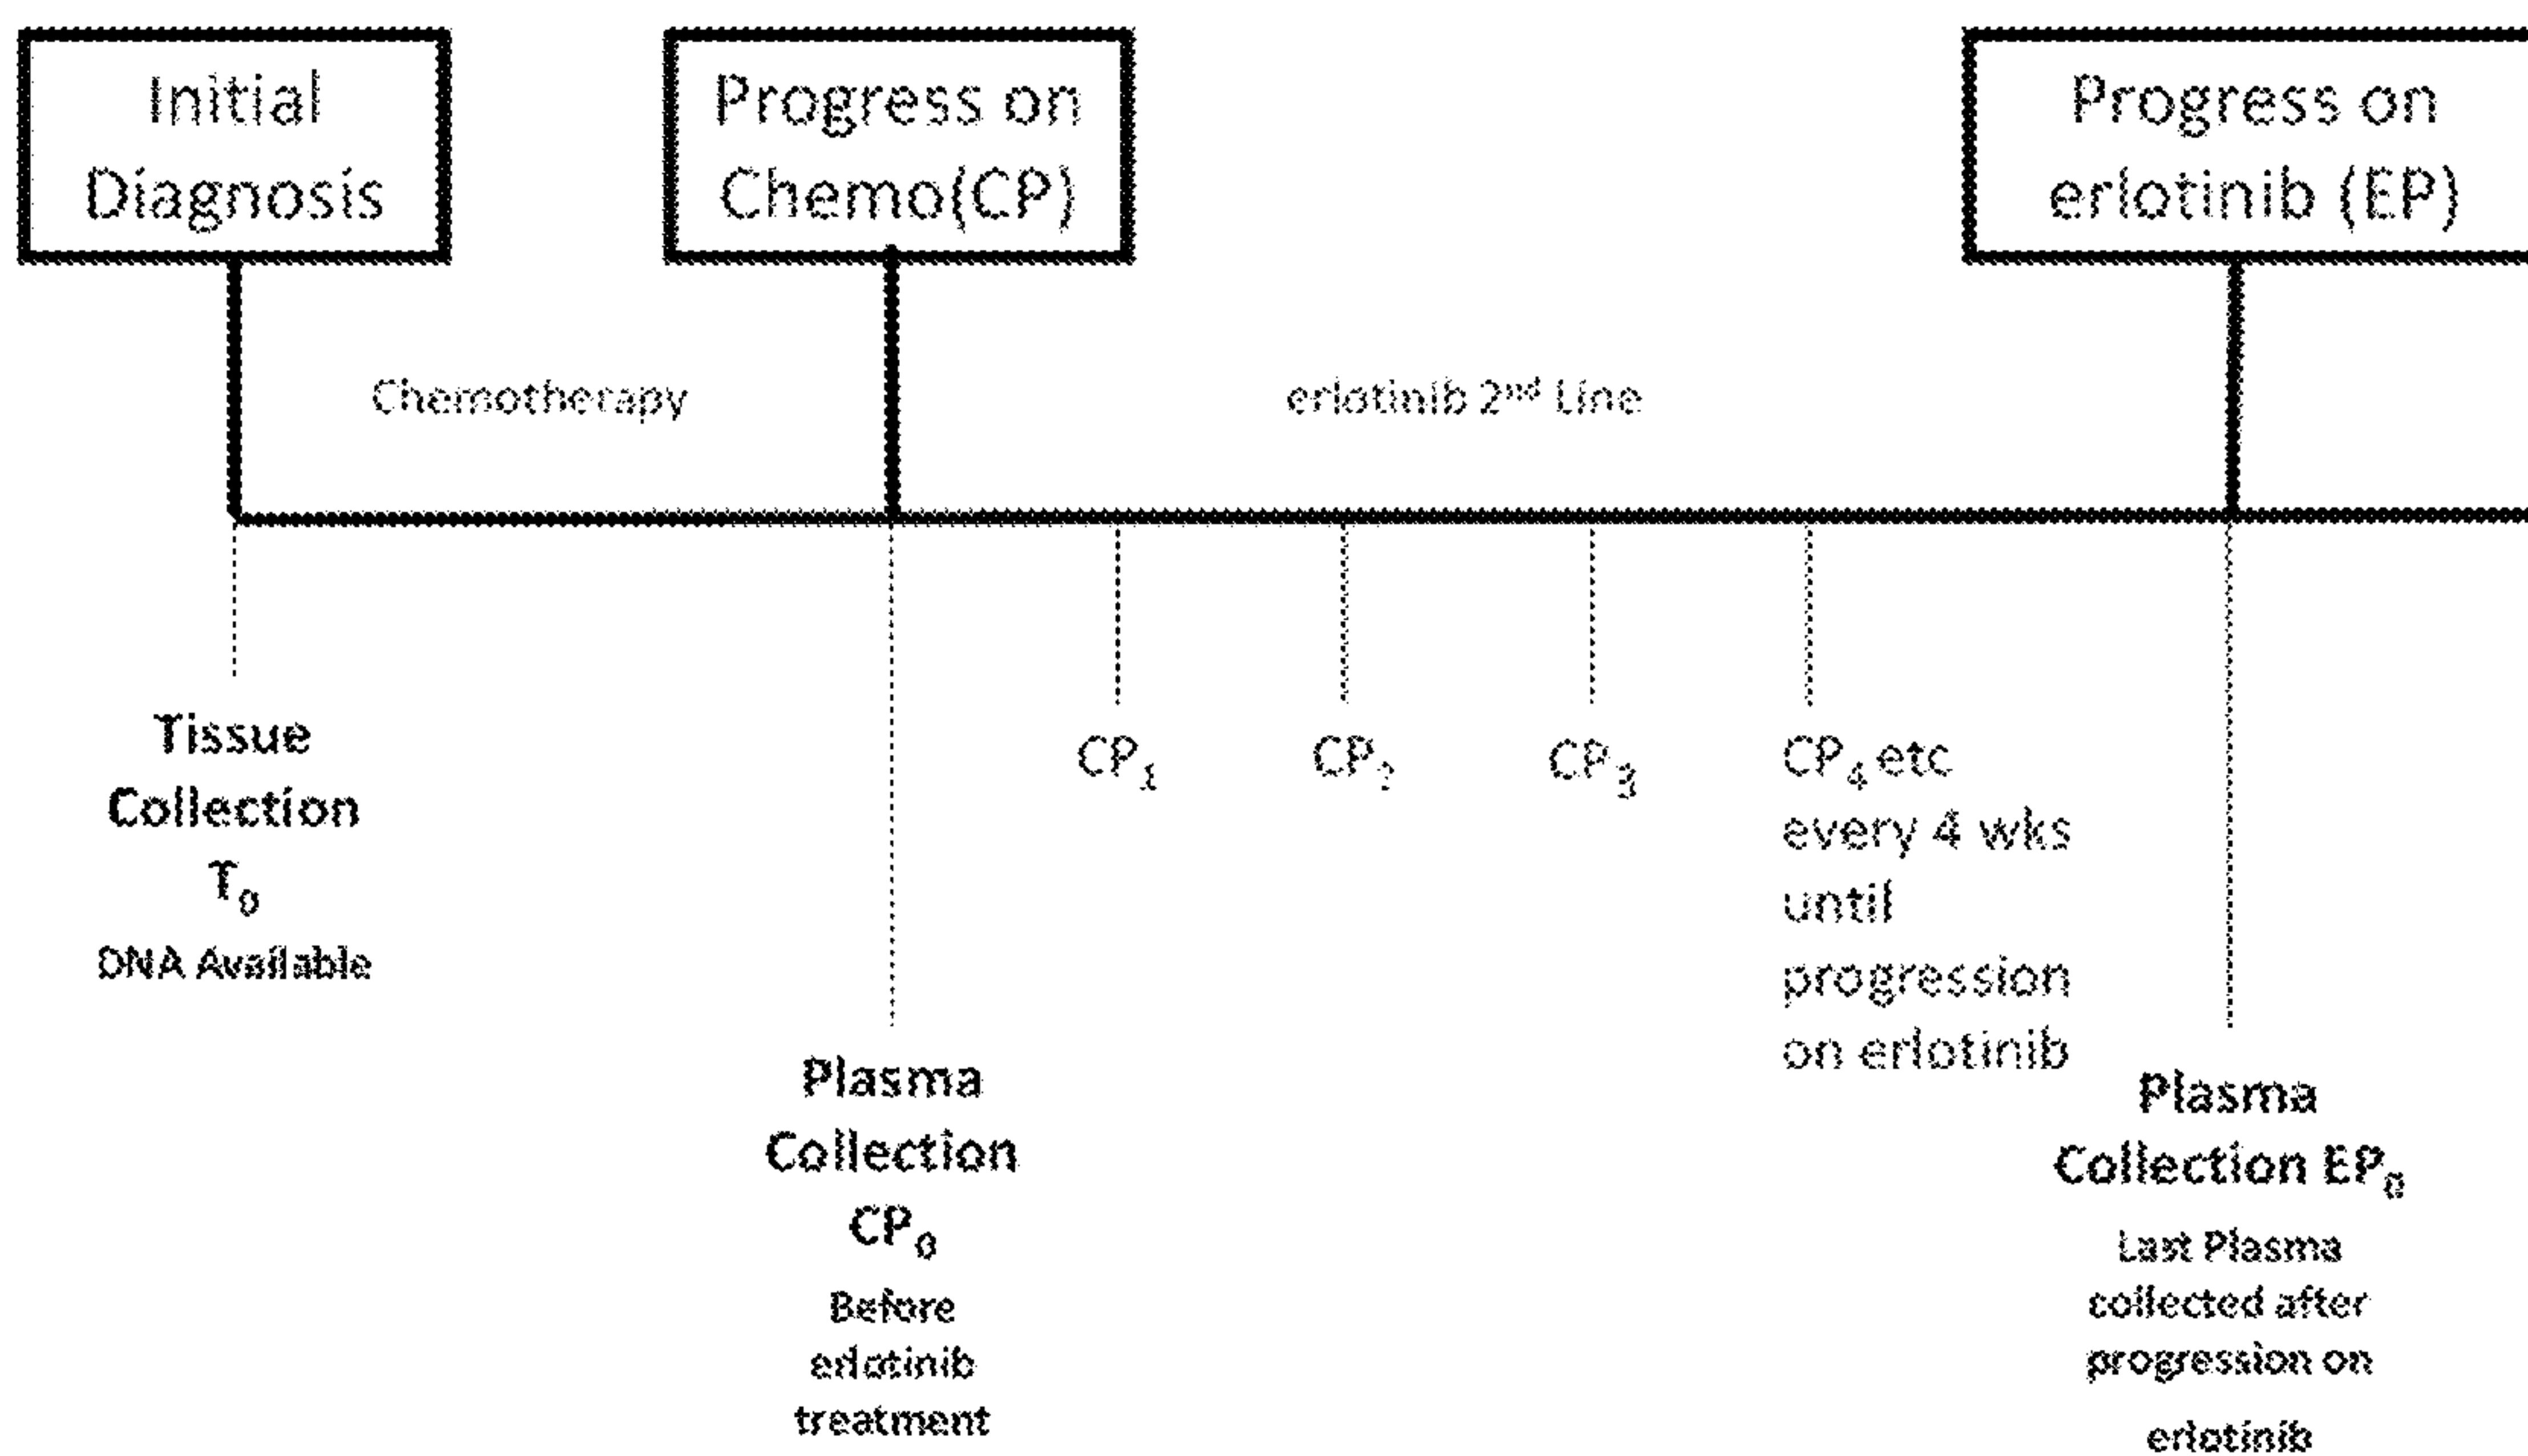 Initial
Diagnosis
Progress on
Chemo(CP)
Progress on
erlotinib (EP)
Chemotherapy
erlotinib 2nd Line
Tissue
Collection
T0
DNA Available
Plasma
Collection
CP0
Before
erlotinib
treatment
CP1
CP2
CP3
CP4 etc
every 4 wks
until
progression
on erlotinib
Plasma
Collection EP0
Last Plasma
collected after
progression on
erlotinib